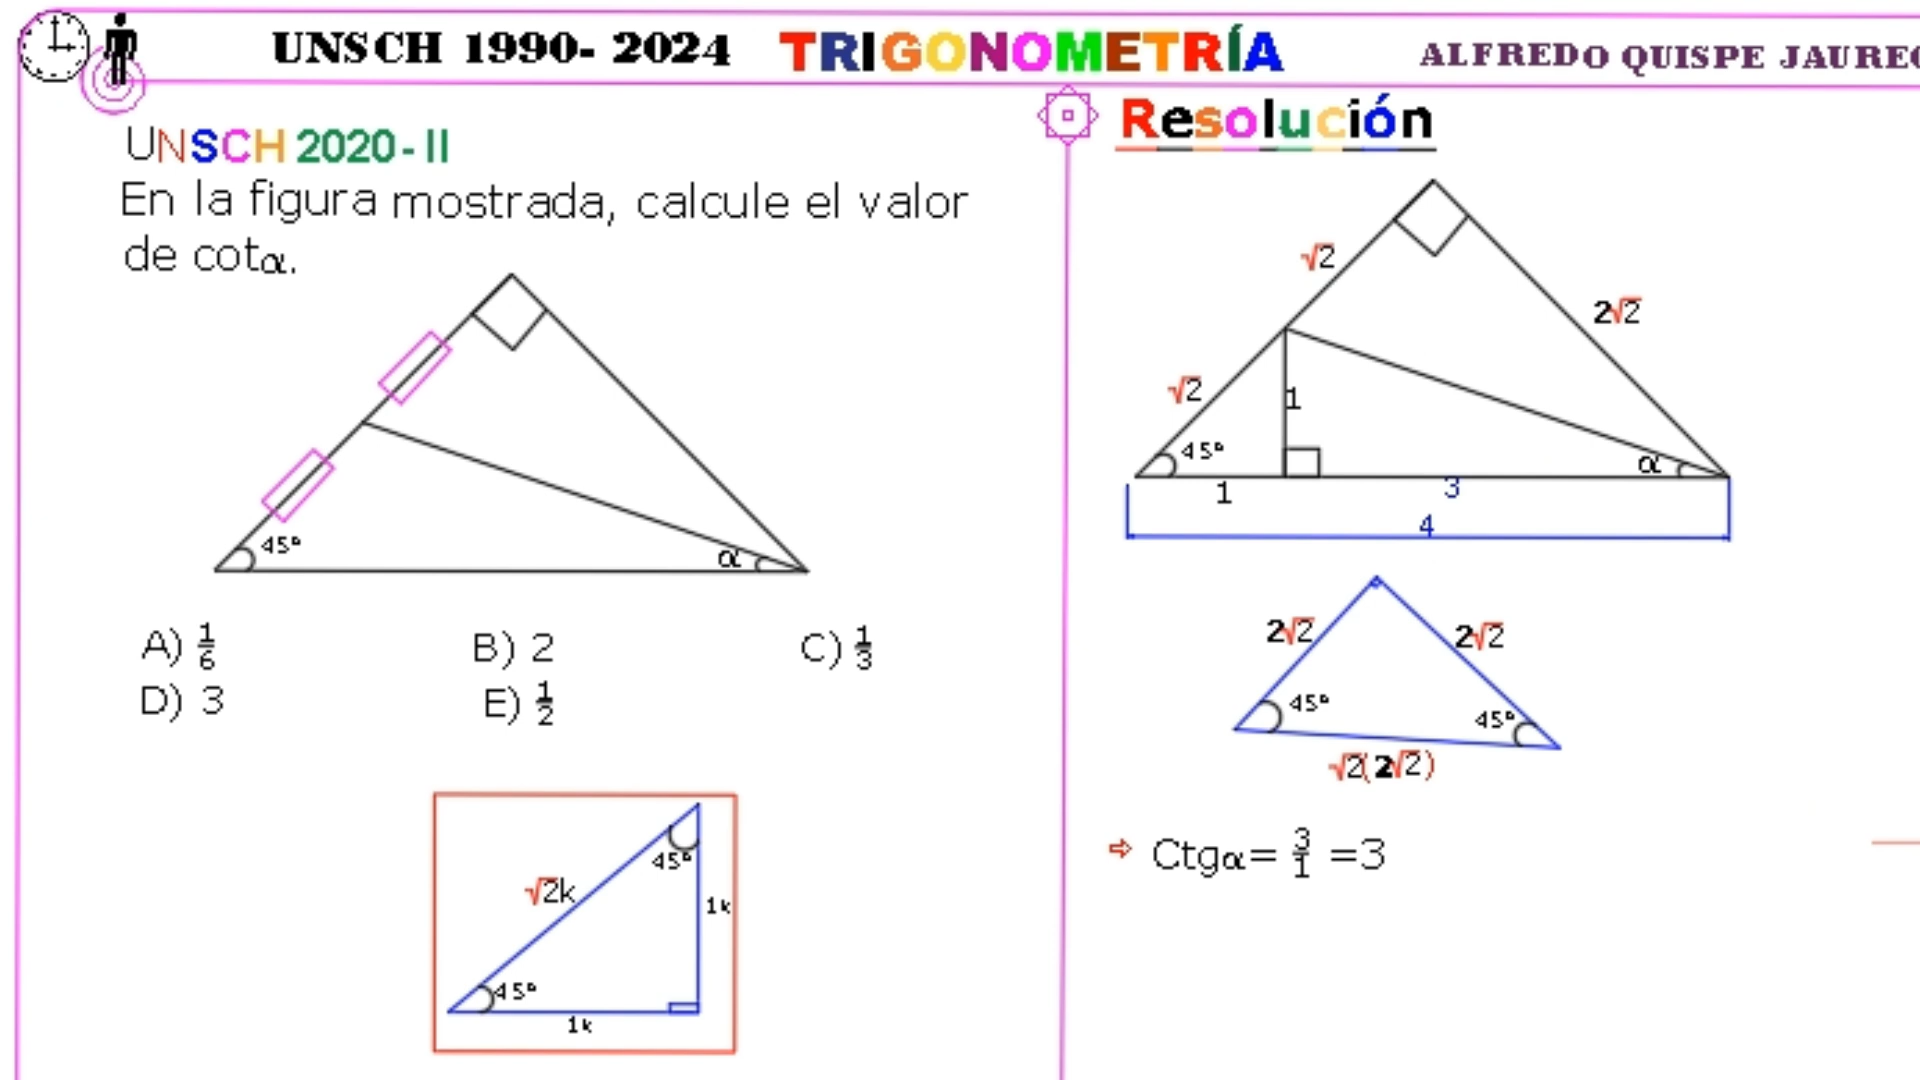 UNSCH 1990- 2024 TRIGONOMETRÍA ALFREDO QUISPE
UNSCH 2020- II
En la figura mostrada, calcule el valor
de cotα.
45°
α
A) 1/6 B) 2 C) 1/3
D) 3 E) 1/2
√2k
45°
1k
45°
1k
Resolución
√2
2√2
√2
1
45°
α
1
3
4
2√2
2√2
45°
45°
√2(2√2)
⇨ Ctgα= 3/1 =3